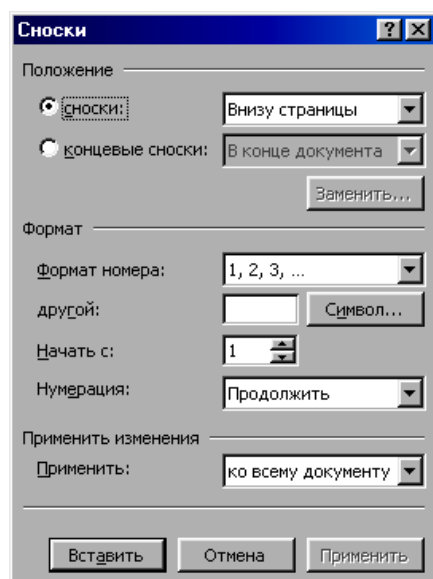 Сноски
Положение
сноски: Внизу страницы
концевые сноски: В конце документа
Заменить...
Формат
Формат номера: 1, 2, 3, ...
другой: Символ...
Начать с: 1
Нумерация: Продолжить
Применить изменения
Применить: ко всему документу
Вставить Отмена Применить